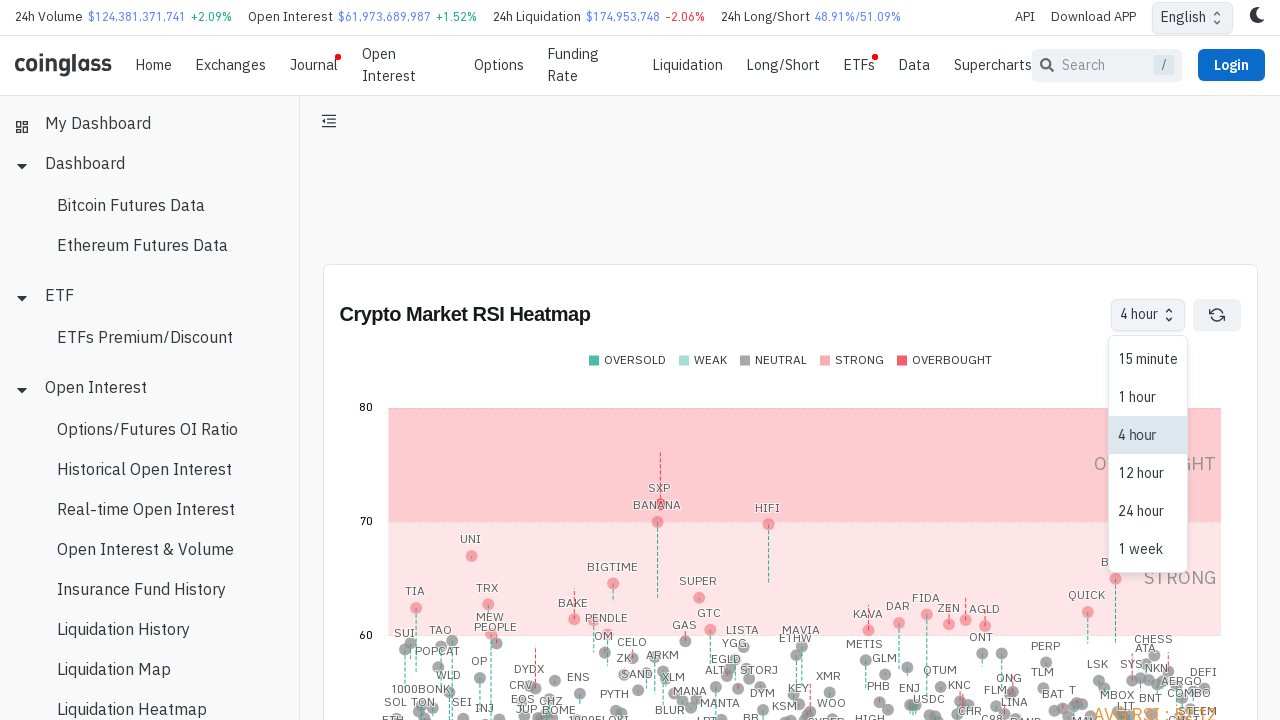 24h Volume $124,381,371,741 +2.09% Open Interest $61,973,689,987 +1.52% 24h Liquidation $174,953,748 -2.06% 24h Long/Short 48.91%/51.09% API Download APP English
coinglass Home Exchanges Journal Open Interest Options Funding Rate Liquidation Long/Short ETFs Data Supercharts Search / Login
My Dashboard
Dashboard
Bitcoin Futures Data
Ethereum Futures Data
ETF
ETFs Premium/Discount
Open Interest
Options/Futures OI Ratio
Historical Open Interest
Real-time Open Interest
Open Interest & Volume
Insurance Fund History
Liquidation History
Liquidation Map
Liquidation Heatmap
Crypto Market RSI Heatmap
4 hour
15 minute
1 hour
4 hour
12 hour
24 hour
1 week
OVERSOLD WEAK NEUTRAL STRONG OVERBOUGHT
80
70
60
STRONG
SXP
BANANA
HIFI
UNI
BIGTIME
SUPER
TIA
TRX
QUICK
BAKE
FIDA
DAR
ZEN
AGLD
KAVA
GTC
MEW
PENDLE
PEOPLE
GAS
SUI
TAO
LISTA
MAVIA
OM
CELO
YGG
ETHW
METIS
ONT
PERP
CHESS
ATA
POPCAT
OP
ARKM
EGLD
GLM
LSK
SYS
NKN
WLD
DYDX
ZK
SAND
XLM
ALT
STORJ
XMR
QTUM
TLM
DEFI
1000BONK
CRV
ENS
PYTH
MANA
DYM
KEY
PHB
ENJ
KNC
ONG
FLM
BAT
T
MBOX
BNT
AERGO
COMBO
SOL
TON
SEI
INJ
EOS
CHZ
JUP
BOME
BLUR
MANTA
KSM
WOO
USDC
LINA
CHR
LIT
STEEM
ETH
1000FLOKI
BB
HIGH
C98